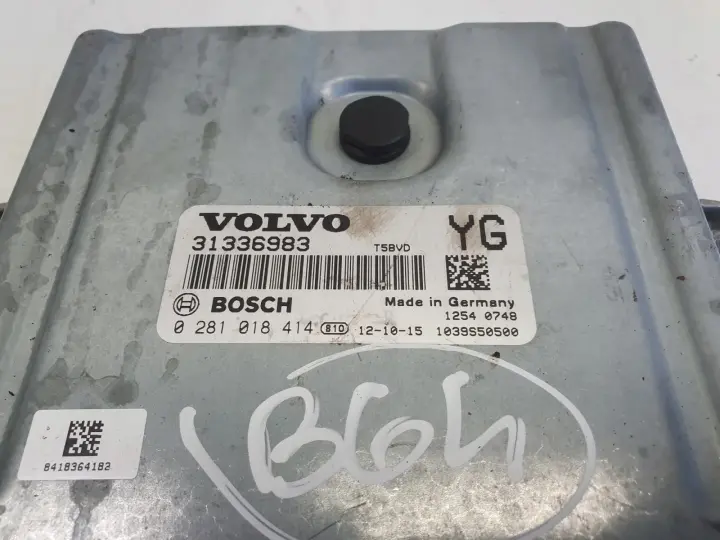 VOLVO
31336983 T5BVD YG
BOSCH Made in Germany
1254 0748
0 281 018 414 810 12-10-15 1039S50500
B64
8418364182